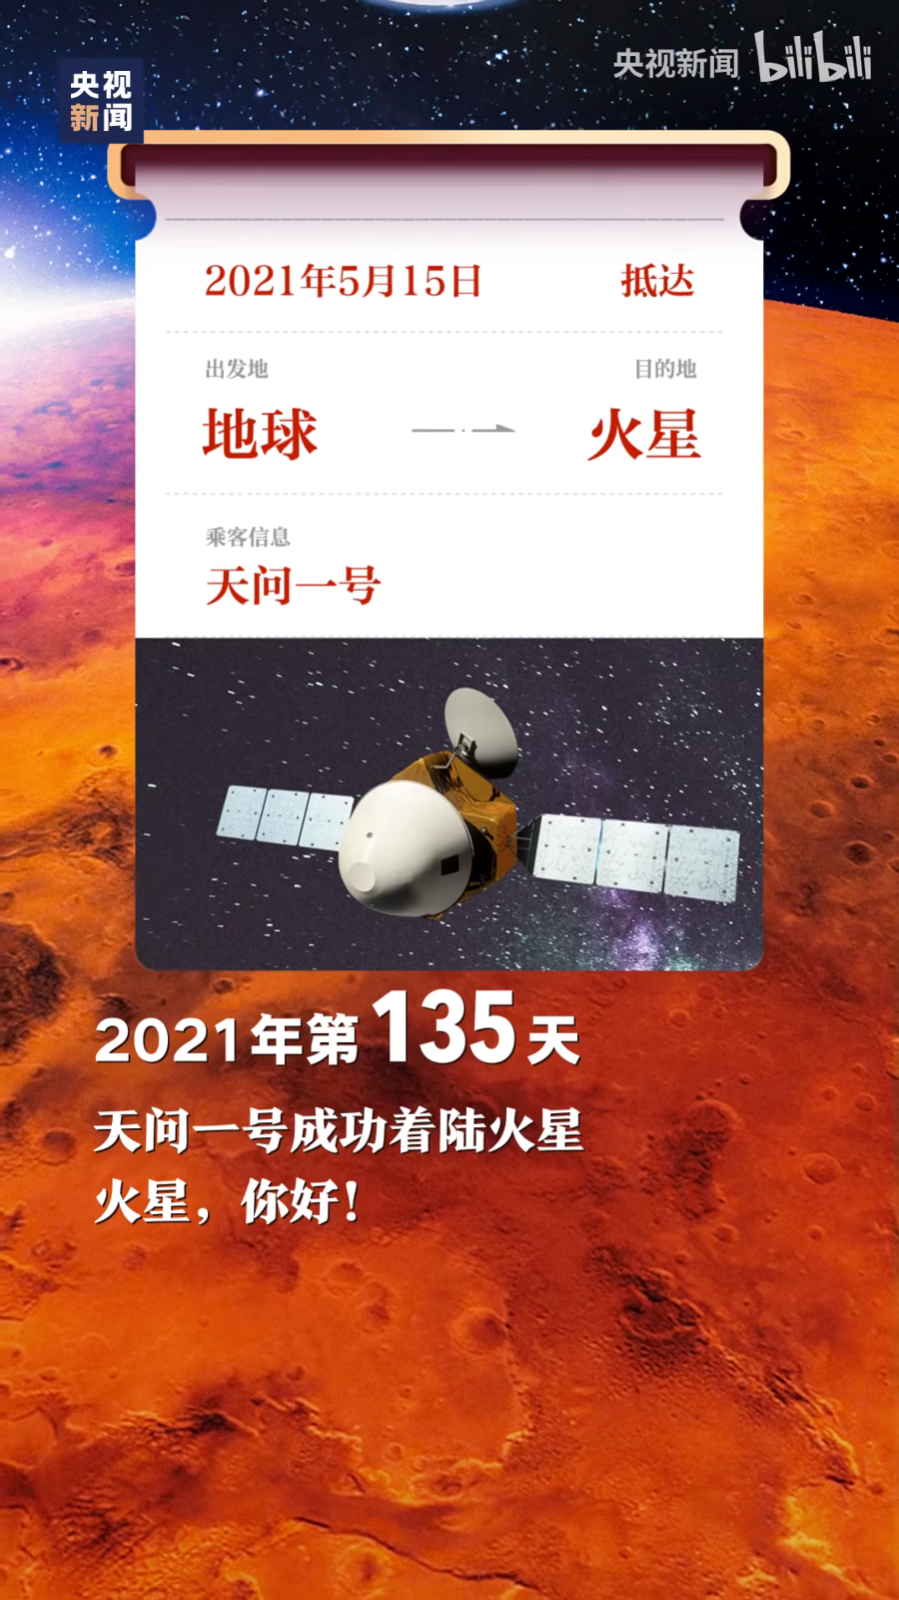 央视新闻 bilibili
央视
新闻
2021年5月15日 抵达
出发地 目的地
地球 火星
乘客信息
天问一号
2021年第135天
天问一号成功着陆火星
火星，你好！